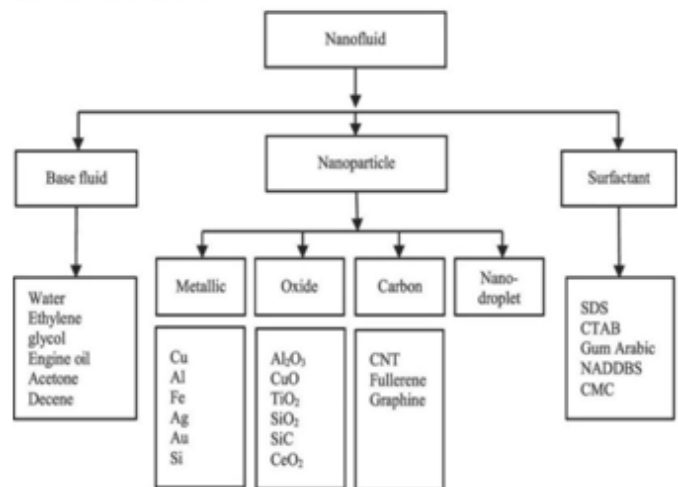 Nanofluid
Base fluid
Nanoparticle
Surfactant
Metallic
Oxide
Carbon
Nano-
droplet
Water
Ethylene
glycol
Engine oil
Acetone
Decene
Cu
Al
Fe
Ag
Au
Si
Al₂O₃
CuO
TiO₂
SiO₂
SiC
CeO₂
CNT
Fullerene
Graphine
SDS
CTAB
Gum Arabic
NADDBS
CMC